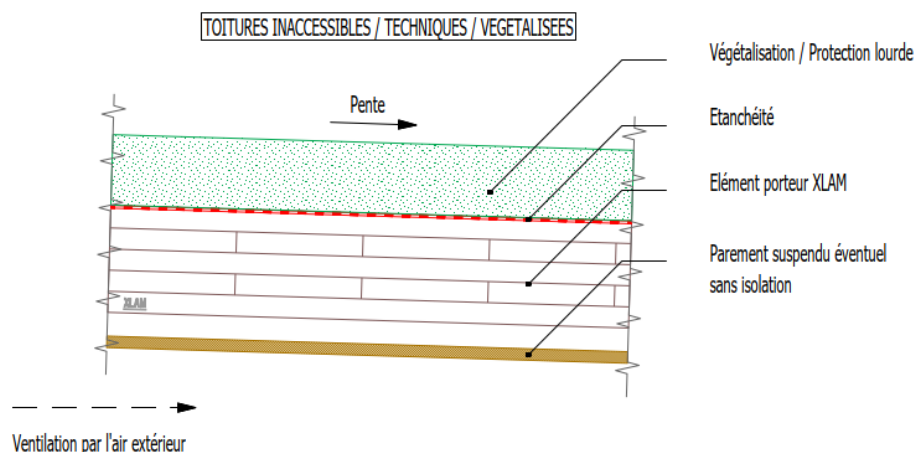 TOITURES INACCESSIBLES / TECHNIQUES / VEGETALISEES
Végétalisation / Protection lourde
Pente
Etanchéité
Elément porteur XLAM
Parement suspendu éventuel
sans isolation
XLAM
Ventilation par l'air extérieur